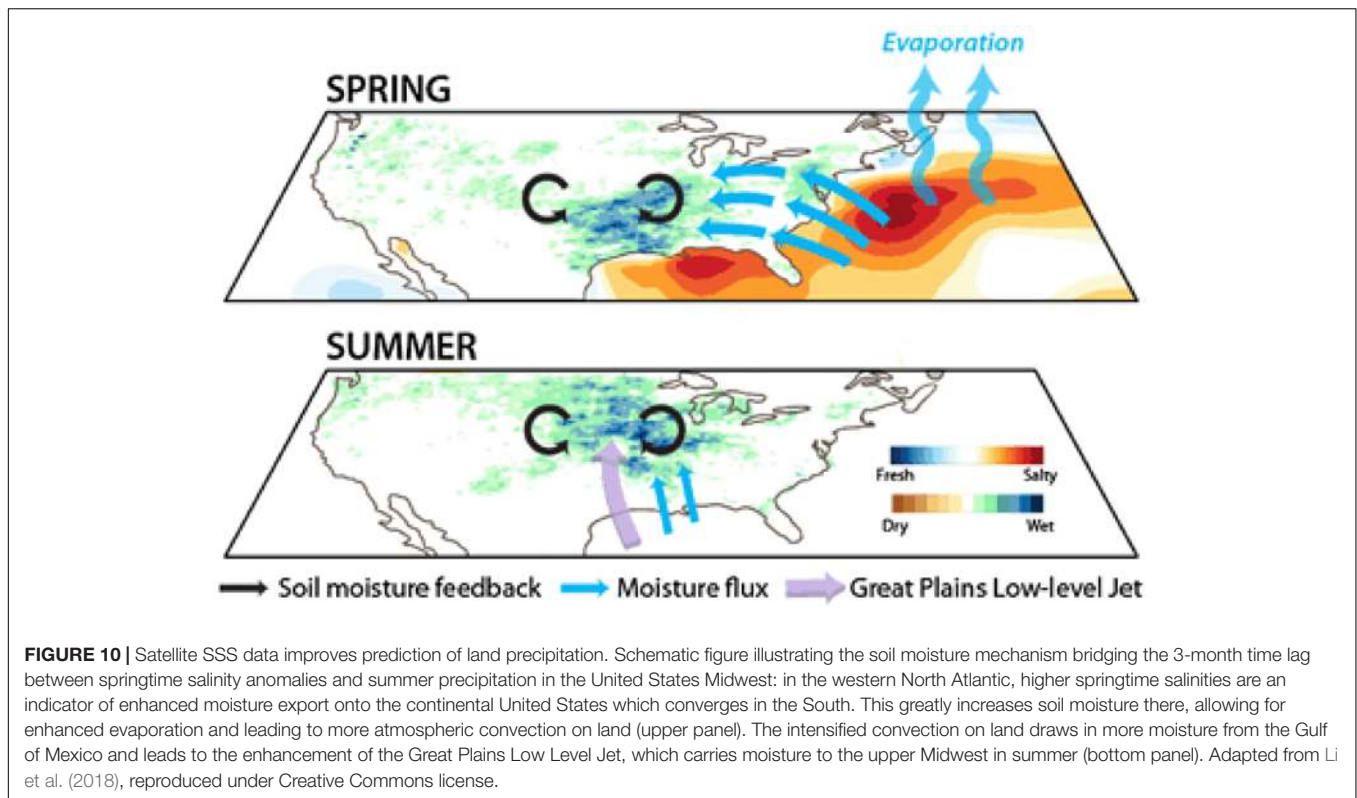 Evaporation
SPRING
SUMMER
Fresh Salty
Dry Wet
Soil moisture feedback Moisture flux Great Plains Low-level Jet
FIGURE 10 | Satellite SSS data improves prediction of land precipitation. Schematic figure illustrating the soil moisture mechanism bridging the 3-month time lag
between springtime salinity anomalies and summer precipitation in the United States Midwest: in the western North Atlantic, higher springtime salinities are an
indicator of enhanced moisture export onto the continental United States which converges in the South. This greatly increases soil moisture there, allowing for
enhanced evaporation and leading to more atmospheric convection on land (upper panel). The intensified convection on land draws in more moisture from the Gulf
of Mexico and leads to the enhancement of the Great Plains Low Level Jet, which carries moisture to the upper Midwest in summer (bottom panel). Adapted from Li
et al. (2018), reproduced under Creative Commons license.